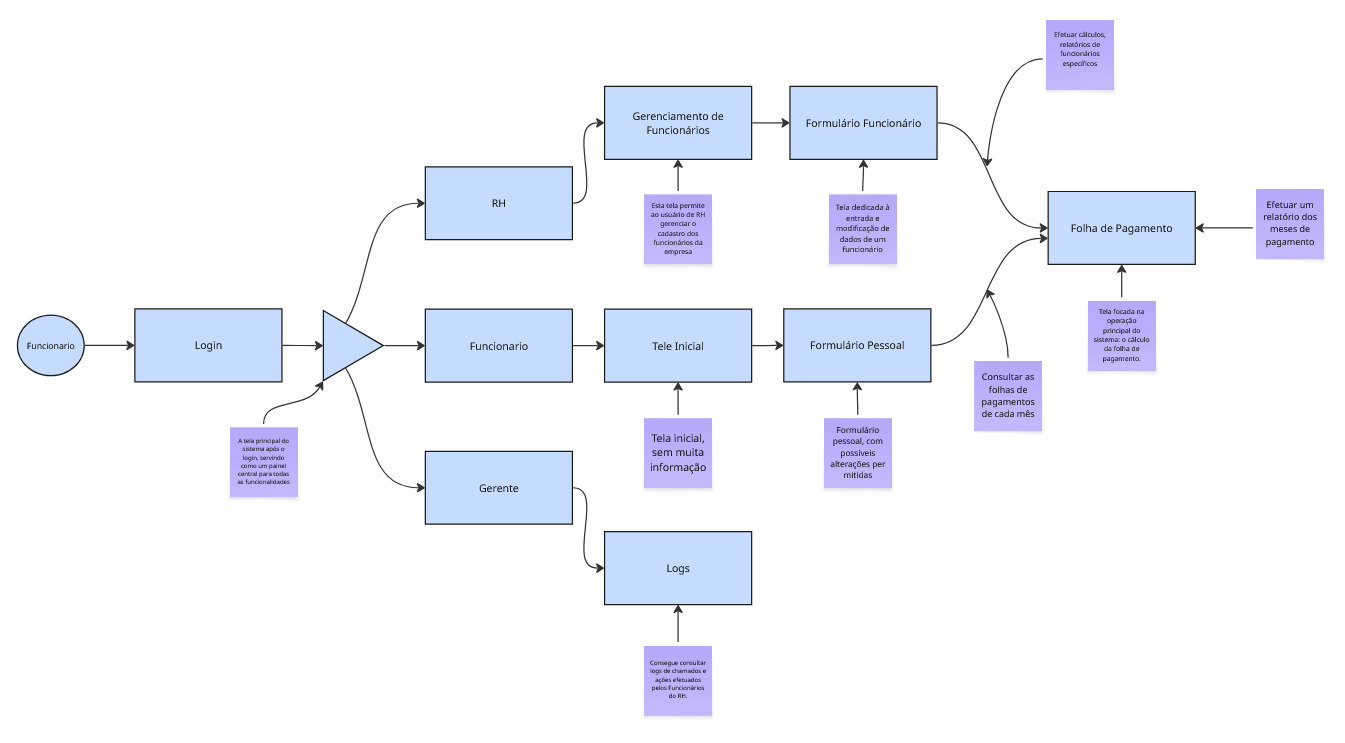 Efetuar cálculos,
relatórios de
funcionários
específicos
Gerenciamento de
Funcionários
Formulário Funcionário
RH
Esta tela permite
ao usuário de RH
gerenciar o
cadastro dos
funcionários da
empresa
Tela dedicada à
entrada e
modificação de
dados de um
funcionário
Folha de Pagamento
Efetuar um
relatório dos
meses de
pagamento
Funcionario
Login
Funcionario
Tele Inicial
Formulário Pessoal
Tela focada na
operação
principal do
sistema: o cálculo
da folha de
pagamento.
Consultar as
folhas de
pagamentos
de cada mês
A tela principal do
sistema após o
login, servindo
como um painel
central para todas
as funcionalidades
Tela inicial,
sem muita
informação
Formulário
pessoal, com
possíveis
alterações per
mitidas
Gerente
Logs
Consegue consultar
logs de chamados e
ações efetuados
pelos Funcionários
do RH.